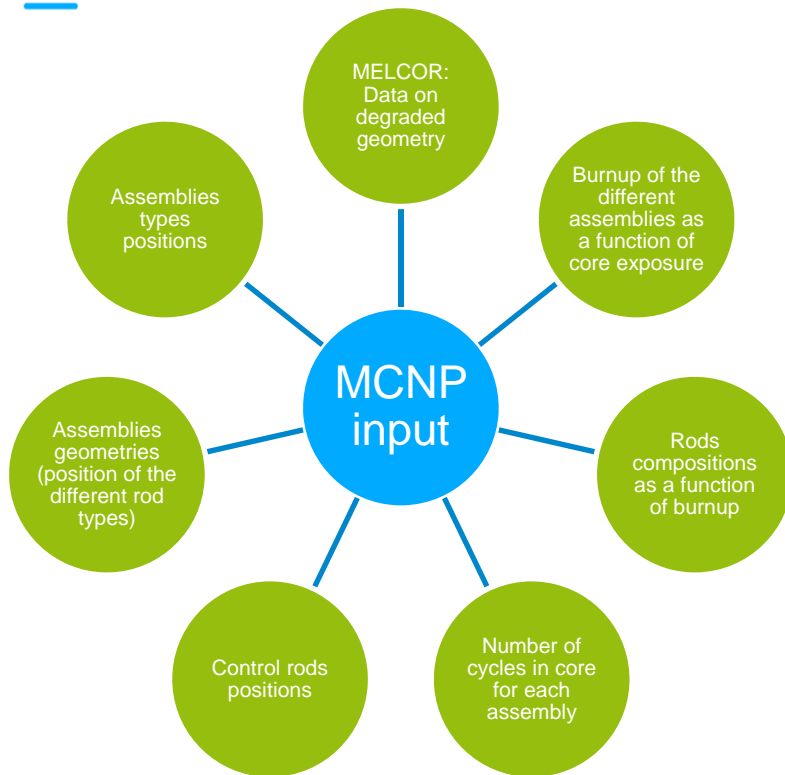 MELCOR:
Data on
degraded
geometry
Burnup of the
different
assemblies as
a function of
core exposure
Rods
compositions
as a function
of burnup
Number of
cycles in core
for each
assembly
Control rods
positions
Assemblies
geometries
(position of the
different rod
types)
Assemblies
types
positions
MCNP
input